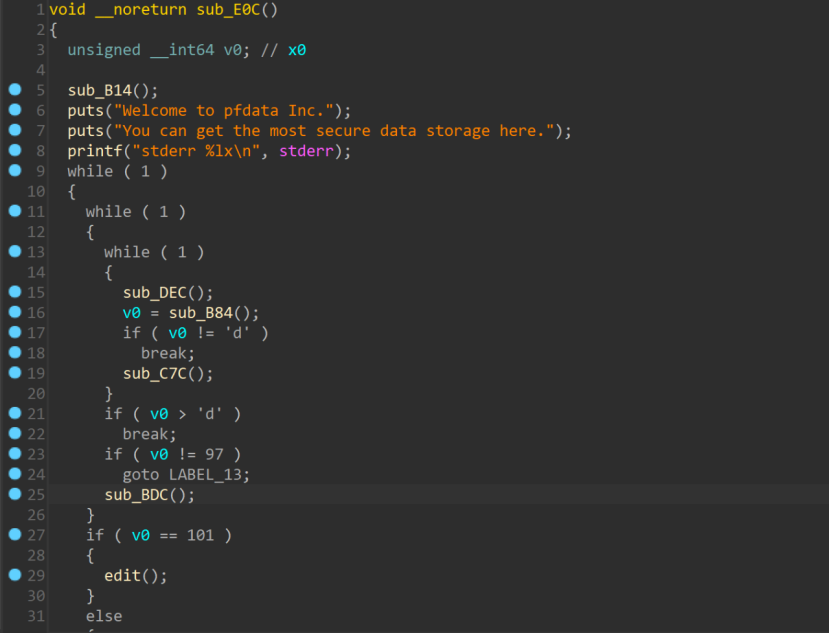 1 void __noreturn sub_E0C()
2 {
3 unsigned __int64 v0; // x0
4
5 sub_B14();
6 puts("Welcome to pfdata Inc.");
7 puts("You can get the most secure data storage here.");
8 printf("stderr %lx\n", stderr);
9 while ( 1 )
10 {
11 while ( 1 )
12 {
13 while ( 1 )
14 {
15 sub_DEC();
16 v0 = sub_B84();
17 if ( v0 != 'd' )
18 break;
19 sub_C7C();
20 }
21 if ( v0 > 'd' )
22 break;
23 if ( v0 != 97 )
24 goto LABEL_13;
25 sub_BDC();
26 }
27 if ( v0 == 101 )
28 {
29 edit();
30 }
31 else